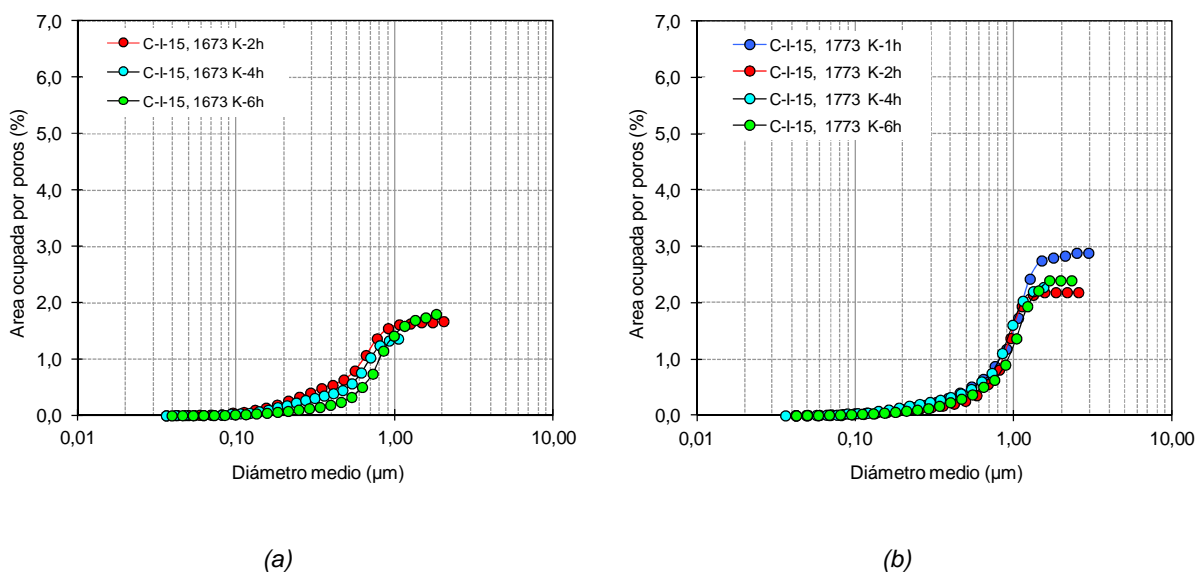 7,0
6,0
5,0
4,0
3,0
2,0
1,0
0,0
Area ocupada por poros (%)
C-I-15, 1673 K-2h
C-I-15, 1673 K-4h
C-I-15, 1673 K-6h
0,01
0,10
1,00
10,00
Diámetro medio (µm)
(a)
7,0
6,0
5,0
4,0
3,0
2,0
1,0
0,0
Area ocupada por poros (%)
C-I-15, 1773 K-1h
C-I-15, 1773 K-2h
C-I-15, 1773 K-4h
C-I-15, 1773 K-6h
0,01
0,10
1,00
10,00
Diámetro medio (µm)
(b)